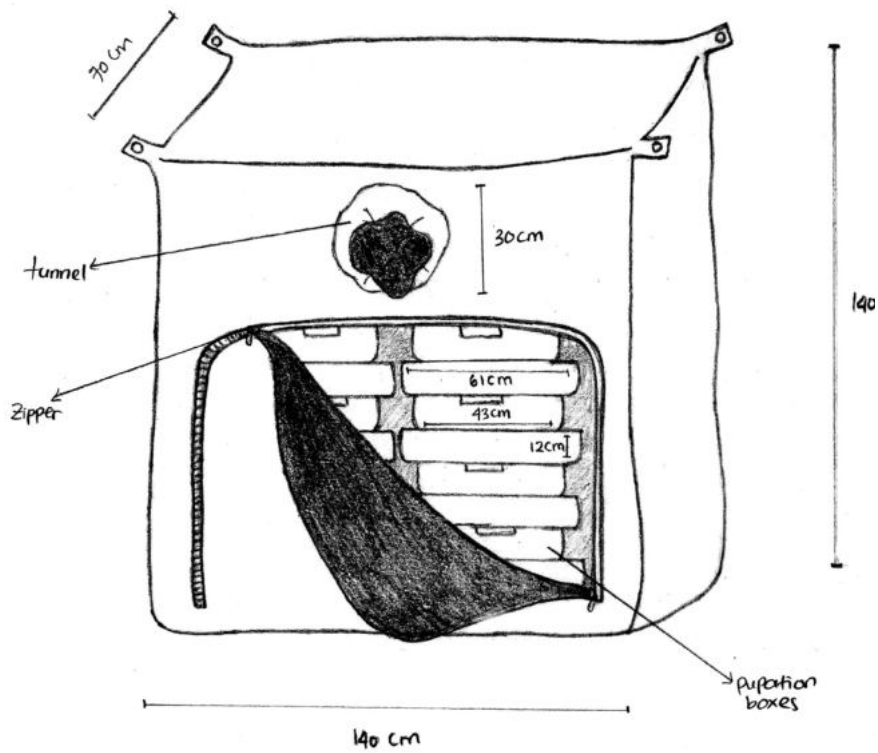 70 cm
tunnel
30cm
140
61cm
43cm
12cm
Zipper
pupation
boxes
140 cm